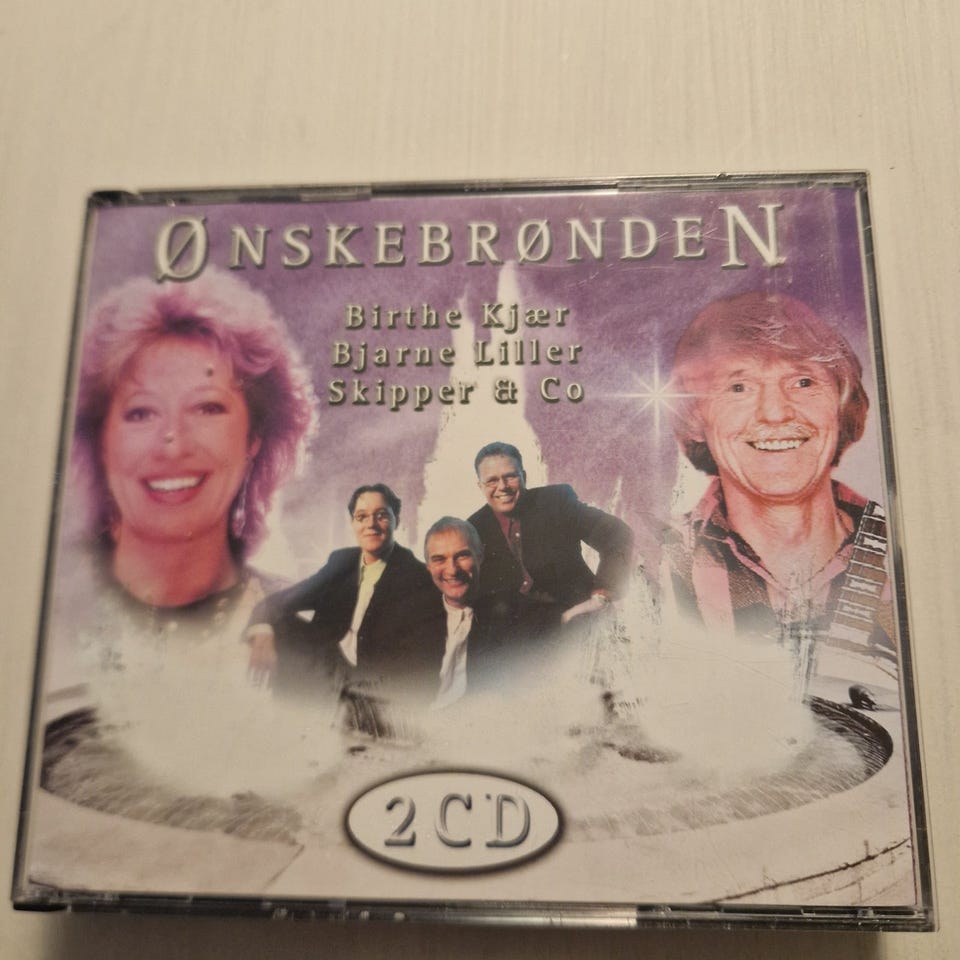 ØNSKEBRØNDEN
Birthe Kjær
Bjarne Liller
Skipper & Co
2CD